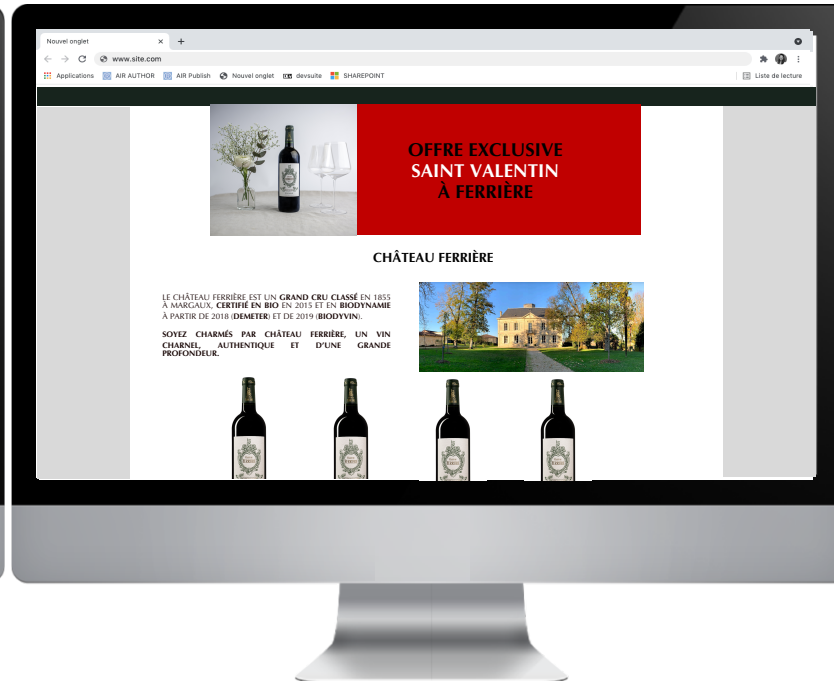 Nouvel onglet
www.site.com
Applications AIR AUTHOR AIR Publish Nouvel onglet devsuite SHAREPOINT Liste de lecture
OFFRE EXCLUSIVE
SAINT VALENTIN
À FERRIÈRE
CHÂTEAU FERRIÈRE
LE CHÂTEAU FERRIÈRE EST UN GRAND CRU CLASSÉ EN 1855
À MARGAUX, CERTIFIÉ EN BIO EN 2015 ET EN BIODYNAMIE
À PARTIR DE 2018 (DEMETER) ET DE 2019 (BIODYVIN).
SOYEZ CHARMÉS PAR CHÂTEAU FERRIÈRE, UN VIN
CHARNEL, AUTHENTIQUE ET D'UNE GRANDE
PROFONDEUR.